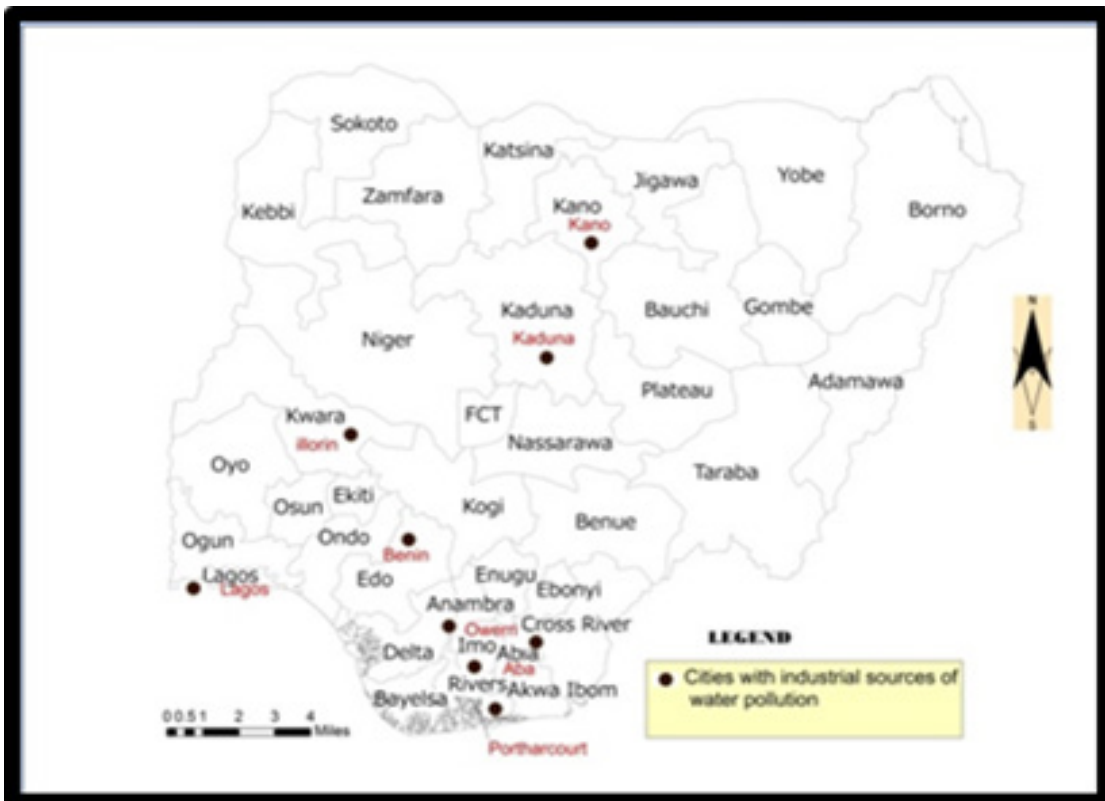 Sokoto
Katsina
Zamfara
Kebbi
Kano
Kano
Jigawa
Yobe
Borno
Kaduna
Kaduna
Bauchi
Gombe
Niger
Plateau
Adamawa
N
S
Kwara
illorin
FCT
Nassarawa
Oyo
Taraba
Osun
Ekiti
Kogi
Benue
Ogun
Ondo
Benin
Lagos
Lagos
Edo
Enugu
Ebonyi
Anambra
Owerri
Cross River
Delta
Imo
Abia
Aba
Bayelsa
Rivers
Akwa Ibom
Portharcourt
0 0.5 1 2 3 4
Miles
LEGEND
Cities with industrial sources of
water pollution